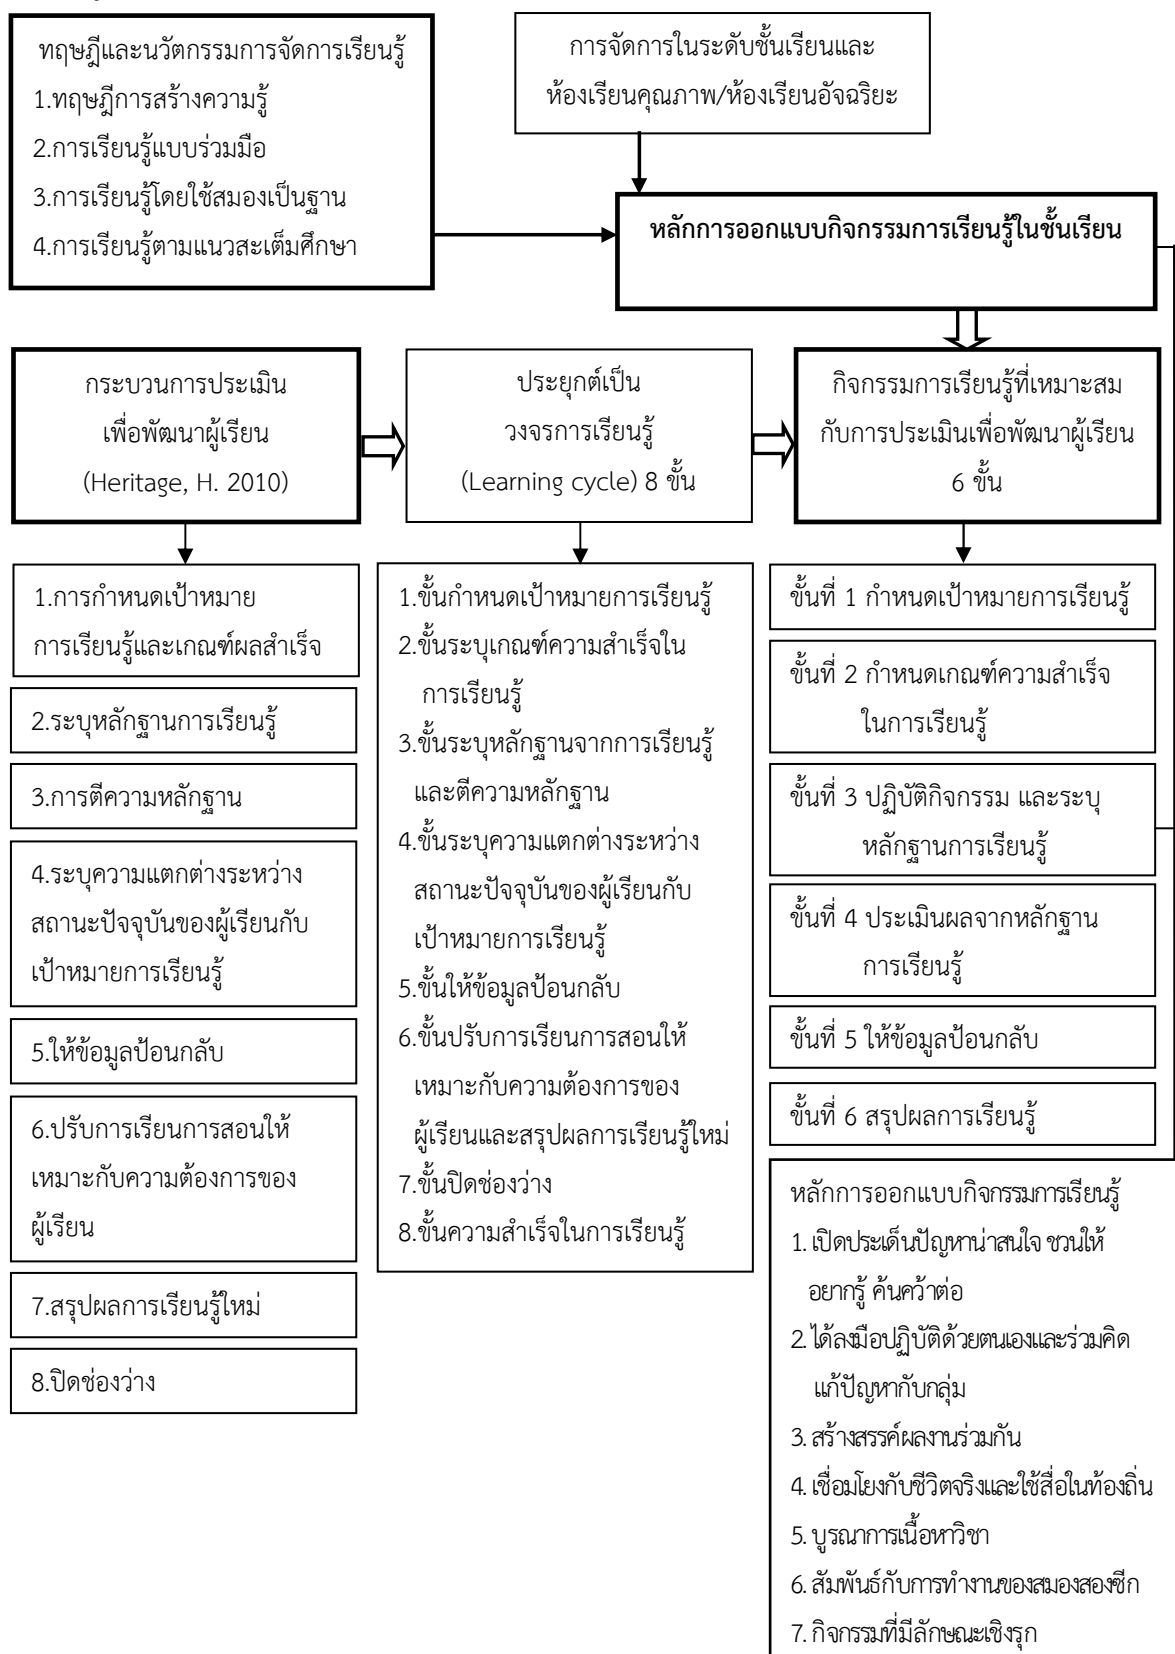 ทฤษฎีและนวัตกรรมการจัดการเรียนรู้
1.ทฤษฎีการสร้างความรู้
2.การเรียนรู้แบบร่วมมือ
3.การเรียนรู้โดยใช้สมองเป็นฐาน
4.การเรียนรู้ตามแนวสะเต็มศึกษา
การจัดการในระดับชั้นเรียนและ
ห้องเรียนคุณภาพ/ห้องเรียนอัจฉริยะ
หลักการออกแบบกิจกรรมการเรียนรู้ในชั้นเรียน
กระบวนการประเมิน
เพื่อพัฒนาผู้เรียน
(Heritage, H. 2010)
ประยุกต์เป็น
วงจรการเรียนรู้
(Learning cycle) 8 ขั้น
กิจกรรมการเรียนรู้ที่เหมาะสม
กับการประเมินเพื่อพัฒนาผู้เรียน
6 ขั้น
1.การกำหนดเป้าหมาย
การเรียนรู้และเกณฑ์ผลสำเร็จ
2.ระบุหลักฐานการเรียนรู้
3.การตีความหลักฐาน
4.ระบุความแตกต่างระหว่าง
สถานะปัจจุบันของผู้เรียนกับ
เป้าหมายการเรียนรู้
5.ให้ข้อมูลป้อนกลับ
6.ปรับการเรียนการสอนให้
เหมาะกับความต้องการของ
ผู้เรียน
7.สรุปผลการเรียนรู้ใหม่
8.ปิดช่องว่าง
1.ขั้นกำหนดเป้าหมายการเรียนรู้
2.ขั้นระบุเกณฑ์ความสำเร็จใน
การเรียนรู้
3.ขั้นระบุหลักฐานจากการเรียนรู้
และตีความหลักฐาน
4.ขั้นระบุความแตกต่างระหว่าง
สถานะปัจจุบันของผู้เรียนกับ
เป้าหมายการเรียนรู้
5.ขั้นให้ข้อมูลป้อนกลับ
6.ขั้นปรับการเรียนการสอนให้
เหมาะกับความต้องการของ
ผู้เรียนและสรุปผลการเรียนรู้ใหม่
7.ขั้นปิดช่องว่าง
8.ขั้นความสำเร็จในการเรียนรู้
ขั้นที่ 1 กำหนดเป้าหมายการเรียนรู้
ขั้นที่ 2 กำหนดเกณฑ์ความสำเร็จ
ในการเรียนรู้
ขั้นที่ 3 ปฏิบัติกิจกรรม และระบุ
หลักฐานการเรียนรู้
ขั้นที่ 4 ประเมินผลจากหลักฐาน
การเรียนรู้
ขั้นที่ 5 ให้ข้อมูลป้อนกลับ
ขั้นที่ 6 สรุปผลการเรียนรู้
หลักการออกแบบกิจกรรมการเรียนรู้
1. เปิดประเด็นปัญหาน่าสนใจ ชวนให้
อยากรู้ ค้นคว้าต่อ
2. ได้ลงมือปฏิบัติด้วยตนเองและร่วมคิด
แก้ปัญหากับกลุ่ม
3. สร้างสรรค์ผลงานร่วมกัน
4. เชื่อมโยงกับชีวิตจริงและใช้สื่อในท้องถิ่น
5. บูรณาการเนื้อหาวิชา
6. สัมพันธ์กับการทำงานของสมองสองซีก
7. กิจกรรมที่มีลักษณะเชิงรุก